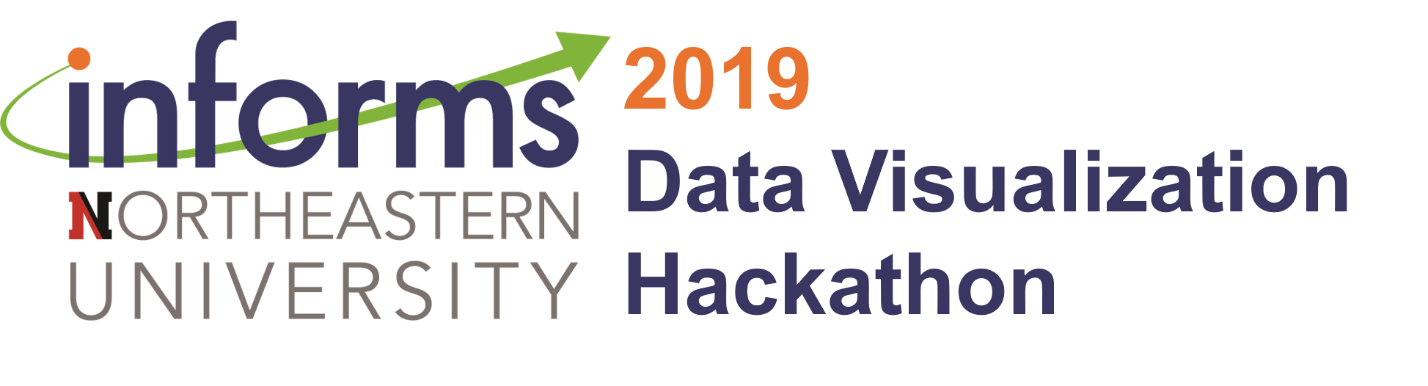 informs
NORTHEASTERN
UNIVERSITY
2019
Data Visualization
Hackathon